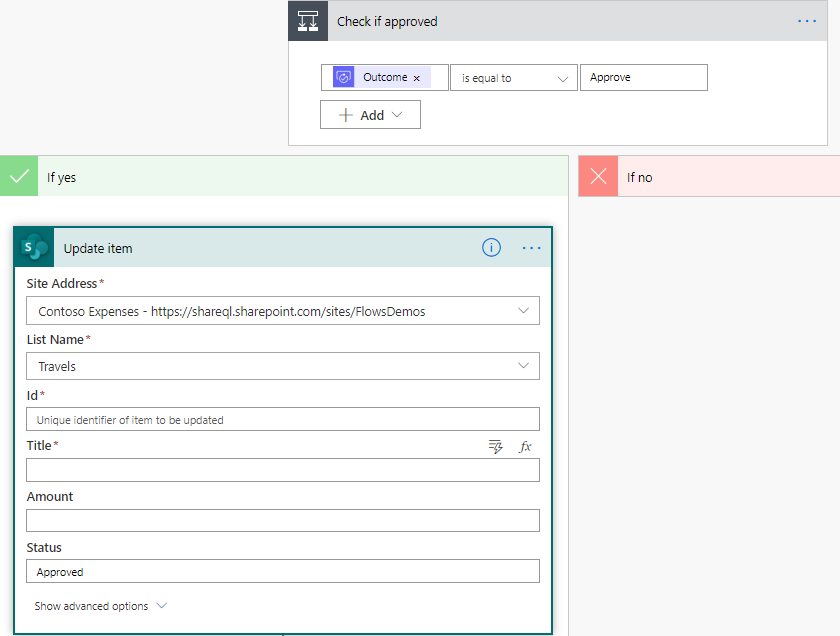 Check if approved
Outcome × is equal to Approve
Add
If yes
If no
S Update item
Site Address*
Contoso Expenses - https://shareql.sharepoint.com/sites/FlowsDemos
List Name*
Travels
Id*
Unique identifier of item to be updated
Title* fx
Amount
Status
Approved
Show advanced options